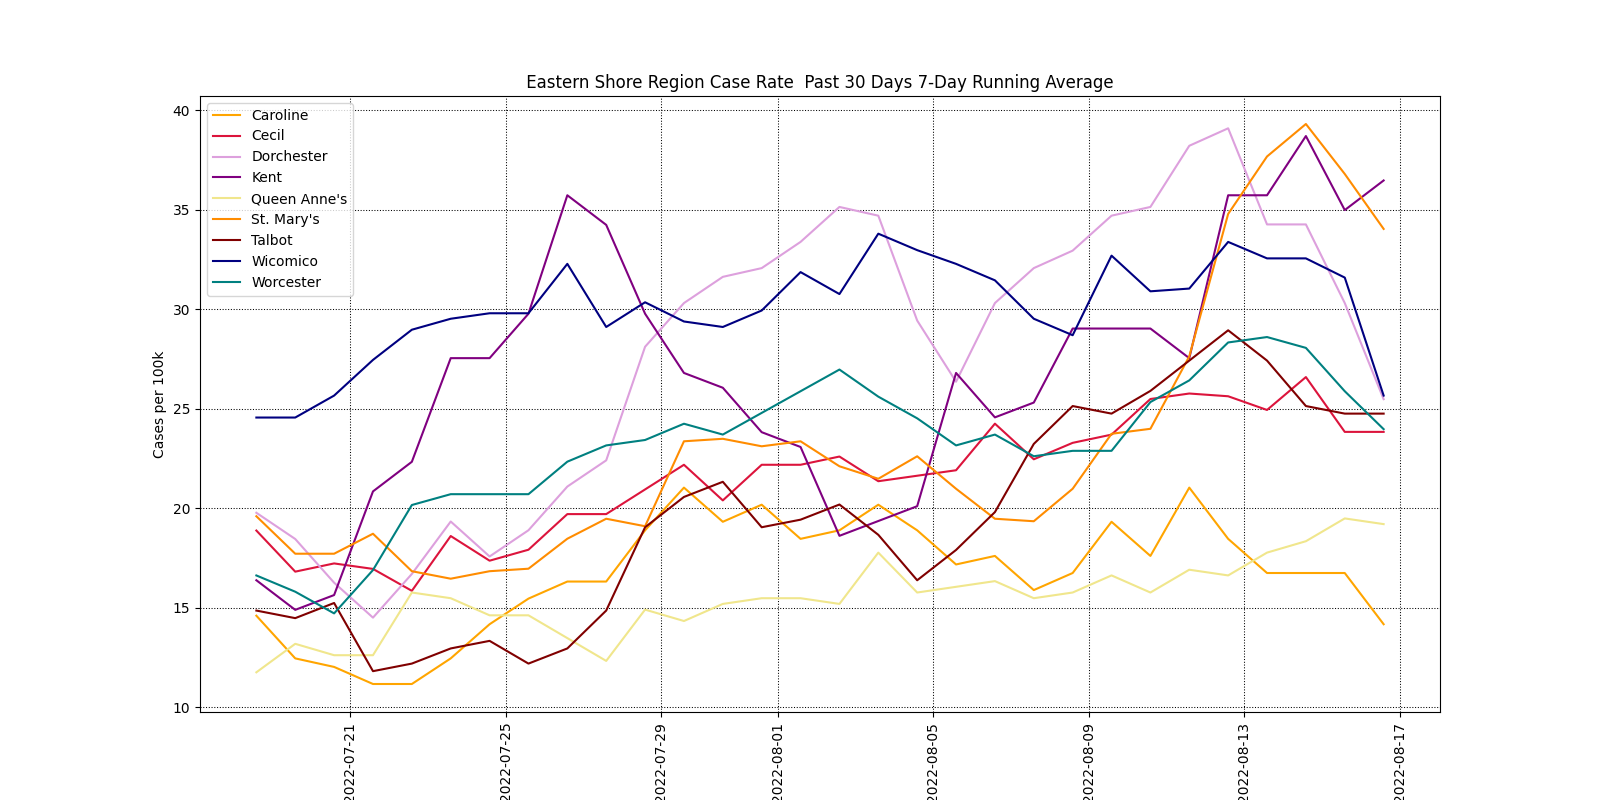 Eastern Shore Region Case Rate  Past 30 Days 7-Day Running Average
Cases per 100k
40
35
30
25
20
15
10
Caroline
Cecil
Dorchester
Kent
Queen Anne's
St. Mary's
Talbot
Wicomico
Worcester
2022-07-21
2022-07-25
2022-07-29
2022-08-01
2022-08-05
2022-08-09
2022-08-13
2022-08-17